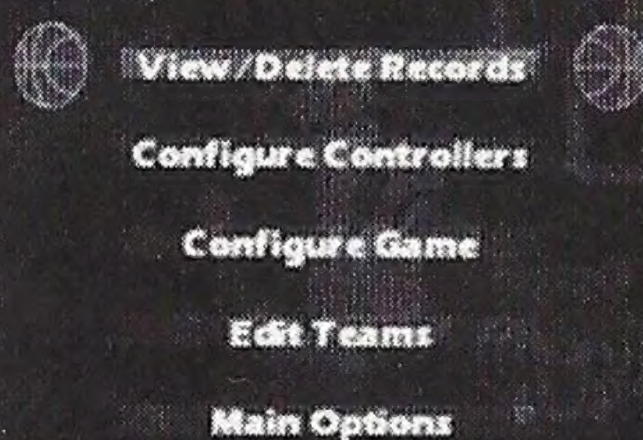 View/Delete Records
Configure Controllers
Configure Game
Edit Teams
Main Options